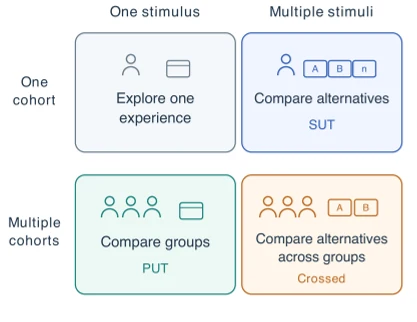 One stimulus
Multiple stimuli
One
cohort
Explore one
experience
A B n
Compare alternatives
SUT
Multiple
cohorts
Compare groups
PUT
A B
Compare alternatives
across groups
Crossed